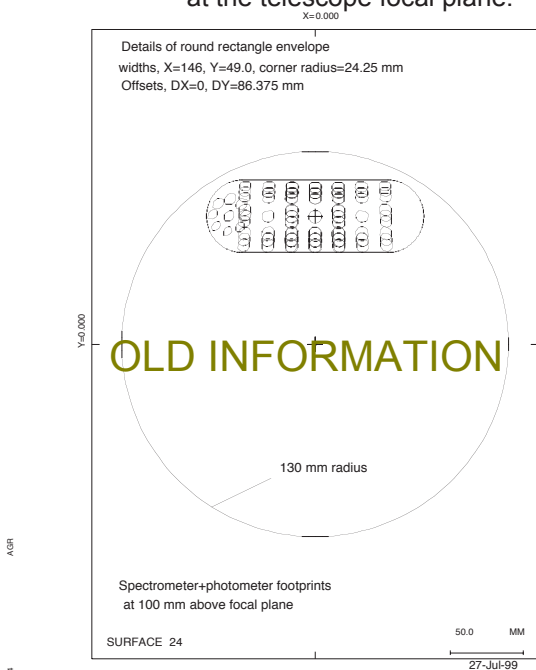 at the telescope focal plane.
X=0.000
Details of round rectangle envelope
widths, X=146, Y=49.0, corner radius=24.25 mm
Offsets, DX=0, DY=86.375 mm
Y=0.000
OLD INFORMATION
130 mm radius
AGR
Spectrometer+photometer footprints
at 100 mm above focal plane
SURFACE 24
50.0 MM
27-Jul-99